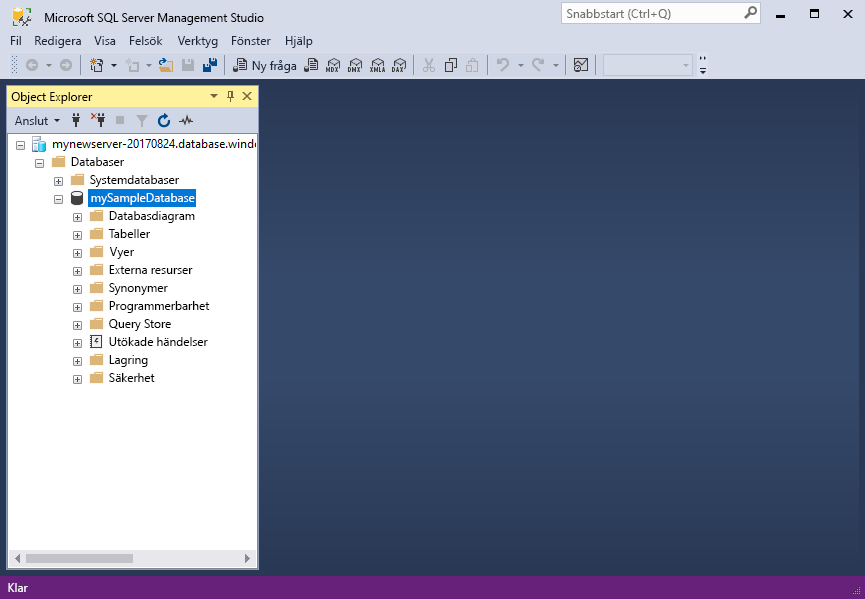 Microsoft SQL Server Management Studio
Snabbstart (Ctrl+Q)
Fil Redigera Visa Felsök Verktyg Fönster Hjälp
Ny fråga MDX DMX XMLA DAX
Object Explorer
Anslut
mynewserver-20170824.database.wind
Databaser
Systemdatabaser
mySampleDatabase
Databasdiagram
Tabeller
Vyer
Externa resurser
Synonymer
Programmerbarhet
Query Store
Utökade händelser
Lagring
Säkerhet
Klar